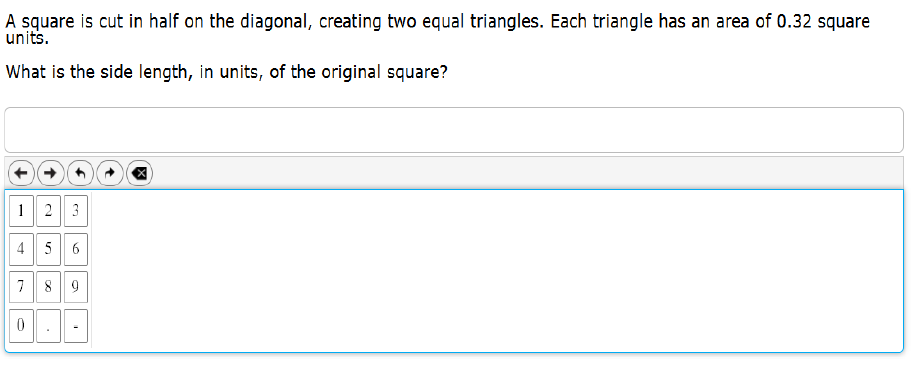 A square is cut in half on the diagonal, creating two equal triangles. Each triangle has an area of 0.32 square
units.
What is the side length, in units, of the original square?
1 2 3
4 5 6
7 8 9
0 . -